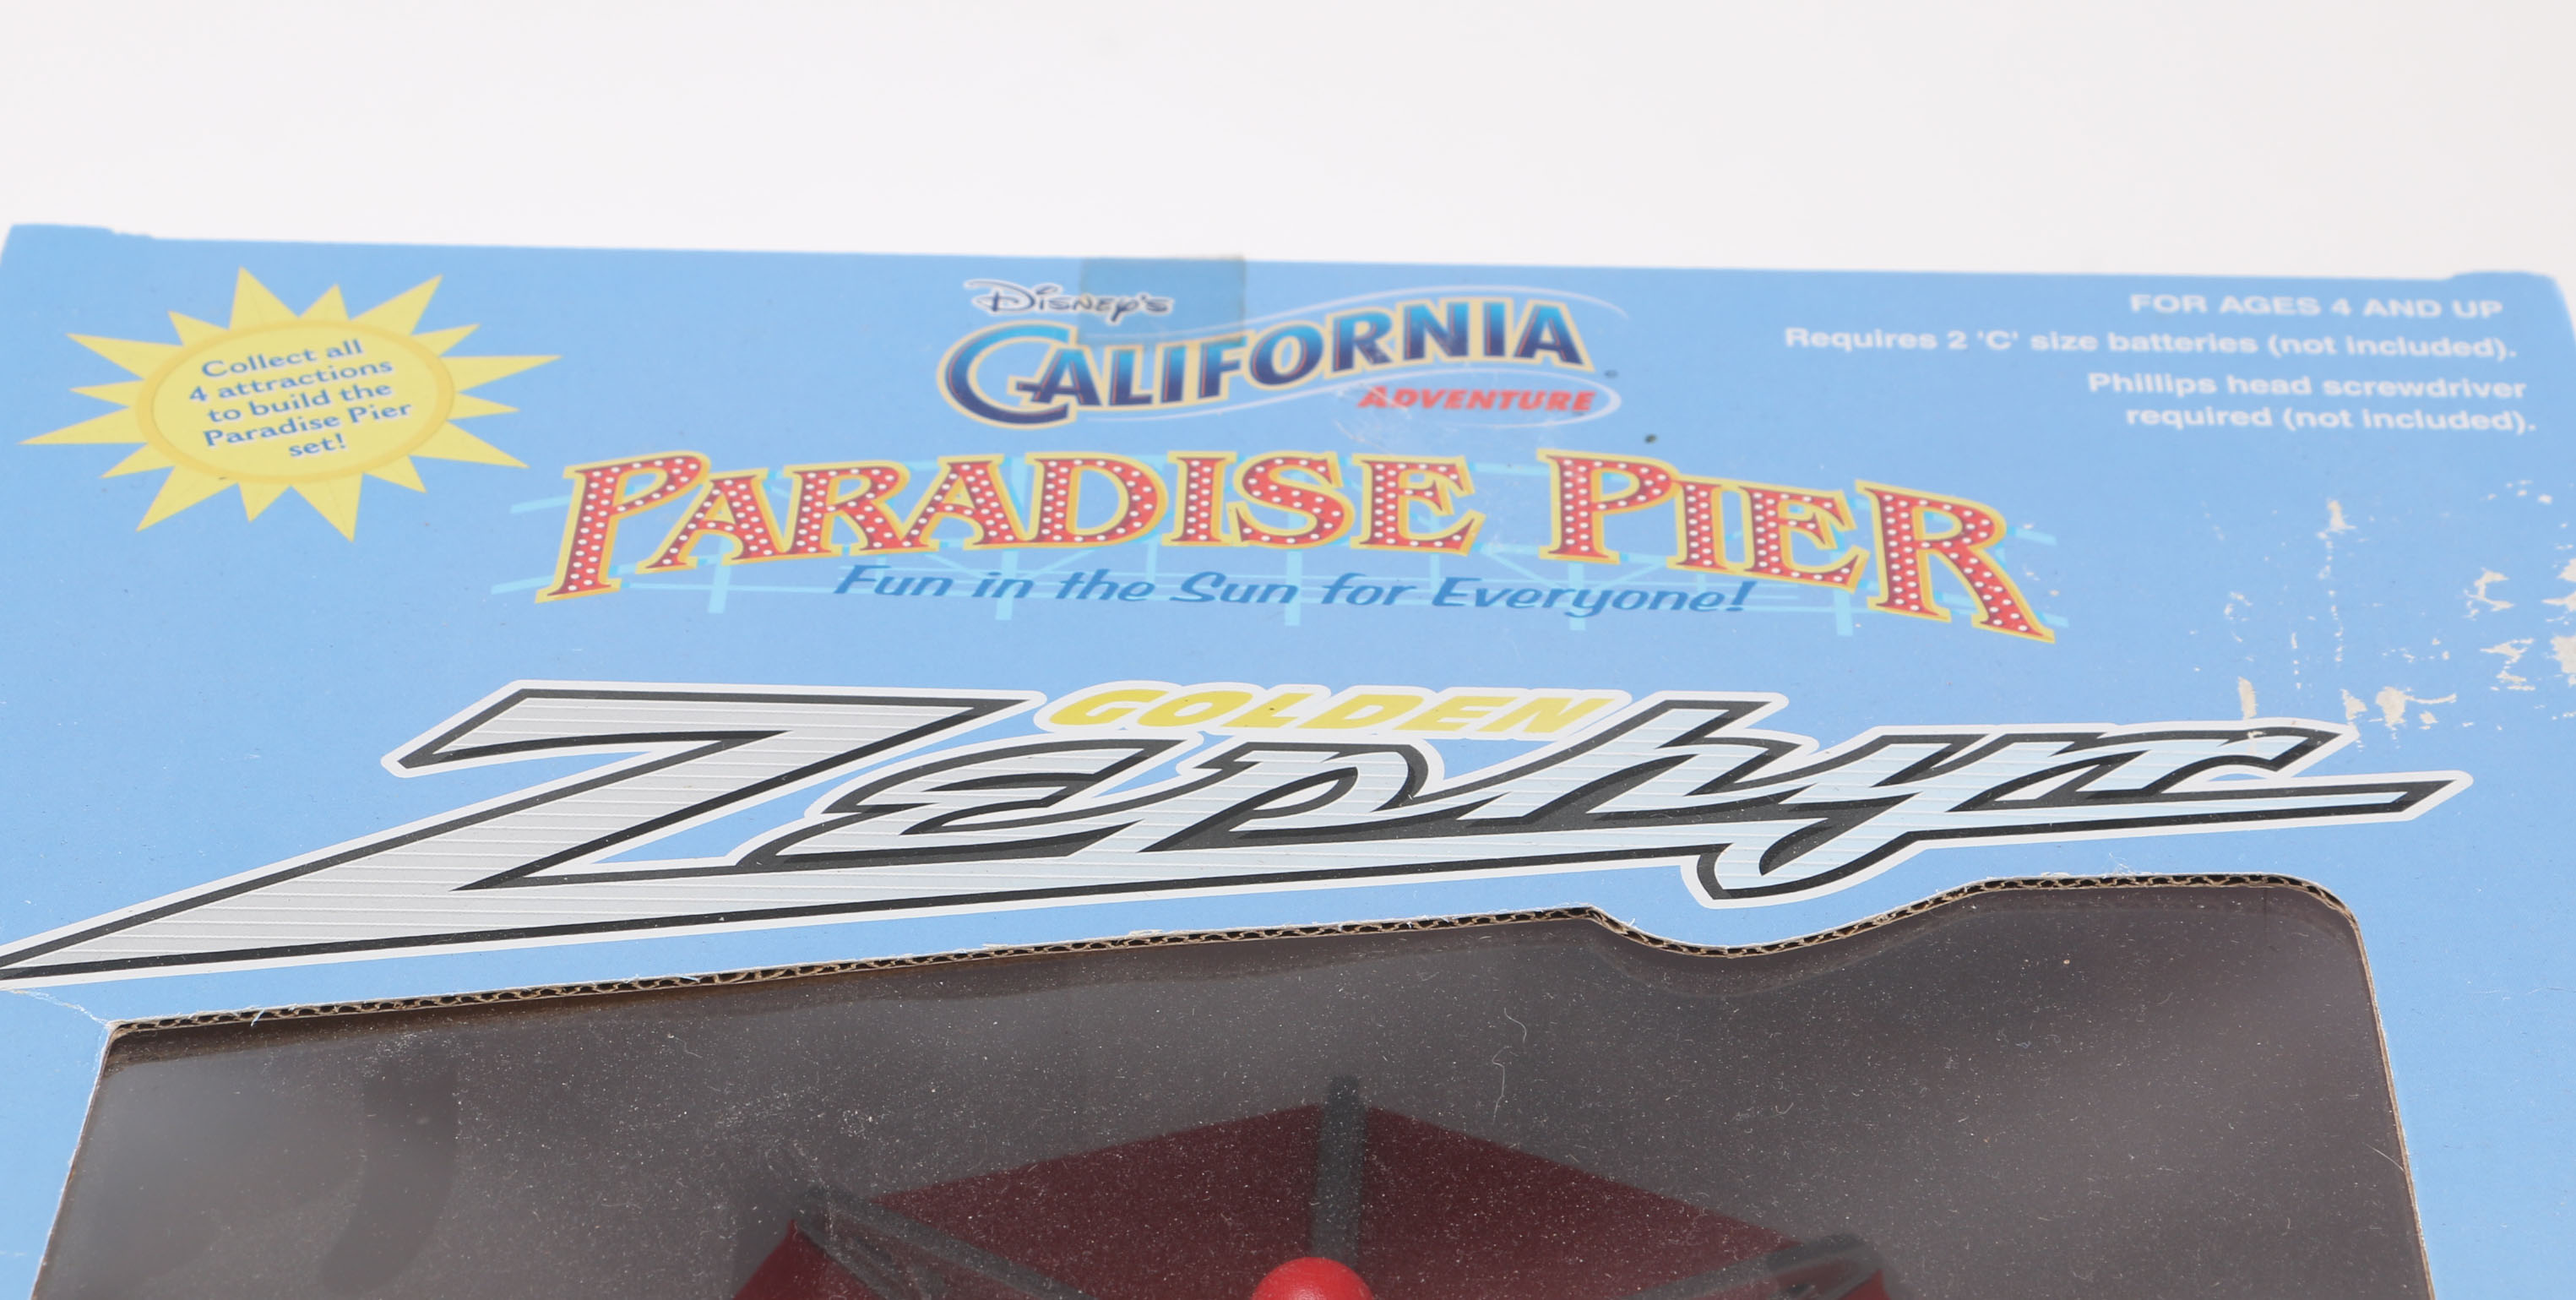 Collect all
4 attractions
to build the
Paradise Pier
set!
DISNEY'S
CALIFORNIA
ADVENTURE
FOR AGES 4 AND UP
Requires 2 'C' size batteries (not included).
Phillips head screwdriver
required (not included).
PARADISE PIER
Fun in the Sun for Everyone!
GOLDEN
Zephyr